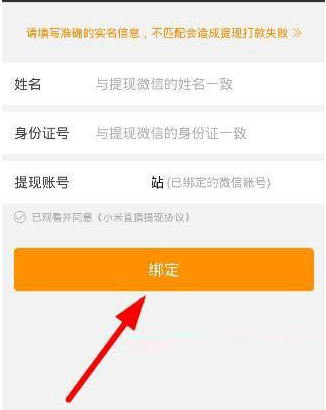 请填写准确的实名信息，不匹配会造成提现打款失败 >>
姓名 与提现微信的姓名一致
身份证号 与提现微信的身份证一致
提现账号 站 (已绑定的微信账号)
已观看并同意《小米直播提现协议》
绑定